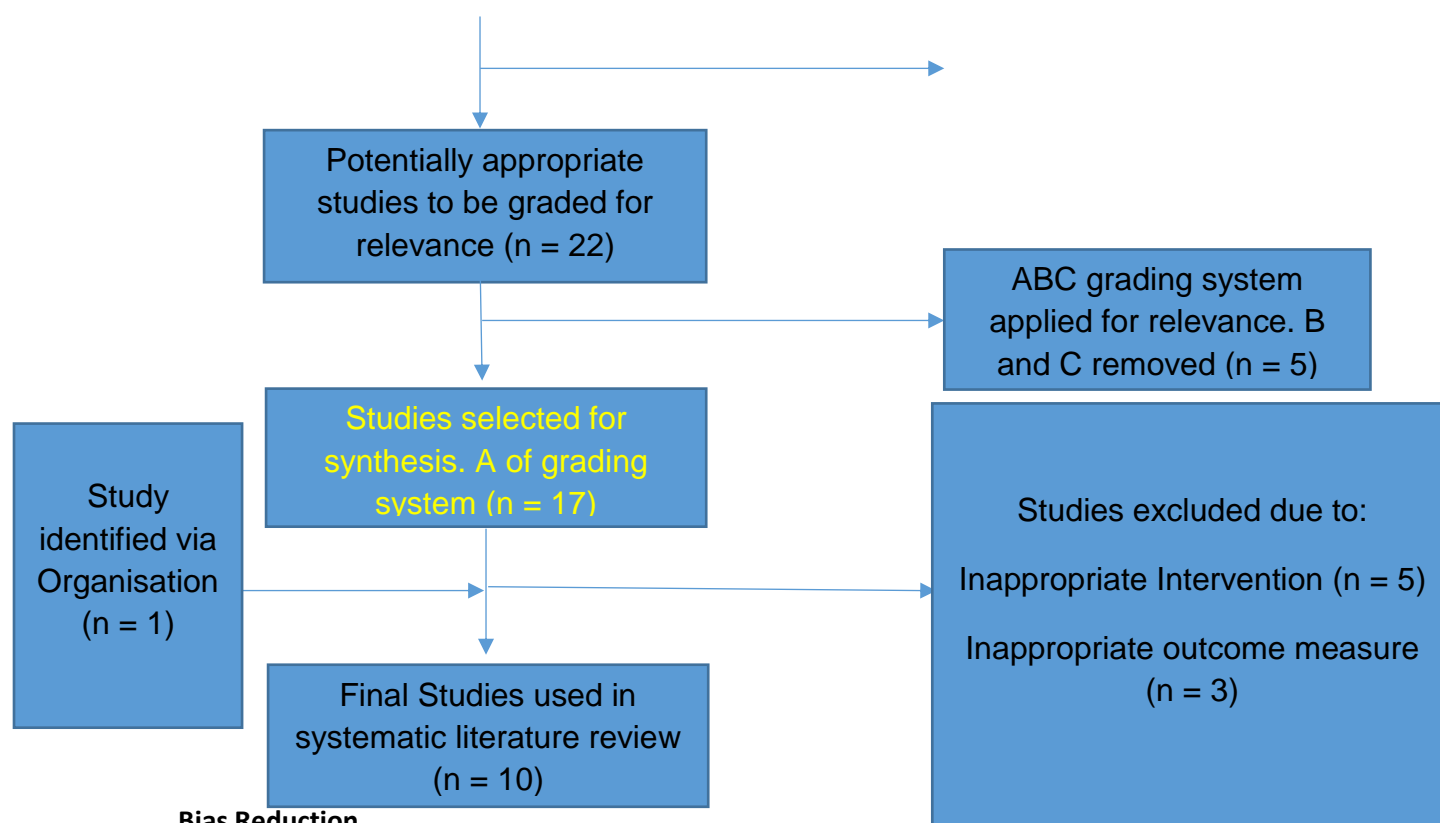 Potentially appropriate
studies to be graded for
relevance (n = 22)
ABC grading system
applied for relevance. B
and C removed (n = 5)
Studies selected for
synthesis. A of grading
system (n = 17)
Study
identified via
Organisation
(n = 1)
Studies excluded due to:
Inappropriate Intervention (n = 5)
Inappropriate outcome measure
(n = 3)
Final Studies used in
systematic literature review
(n = 10)
Bias Reduction